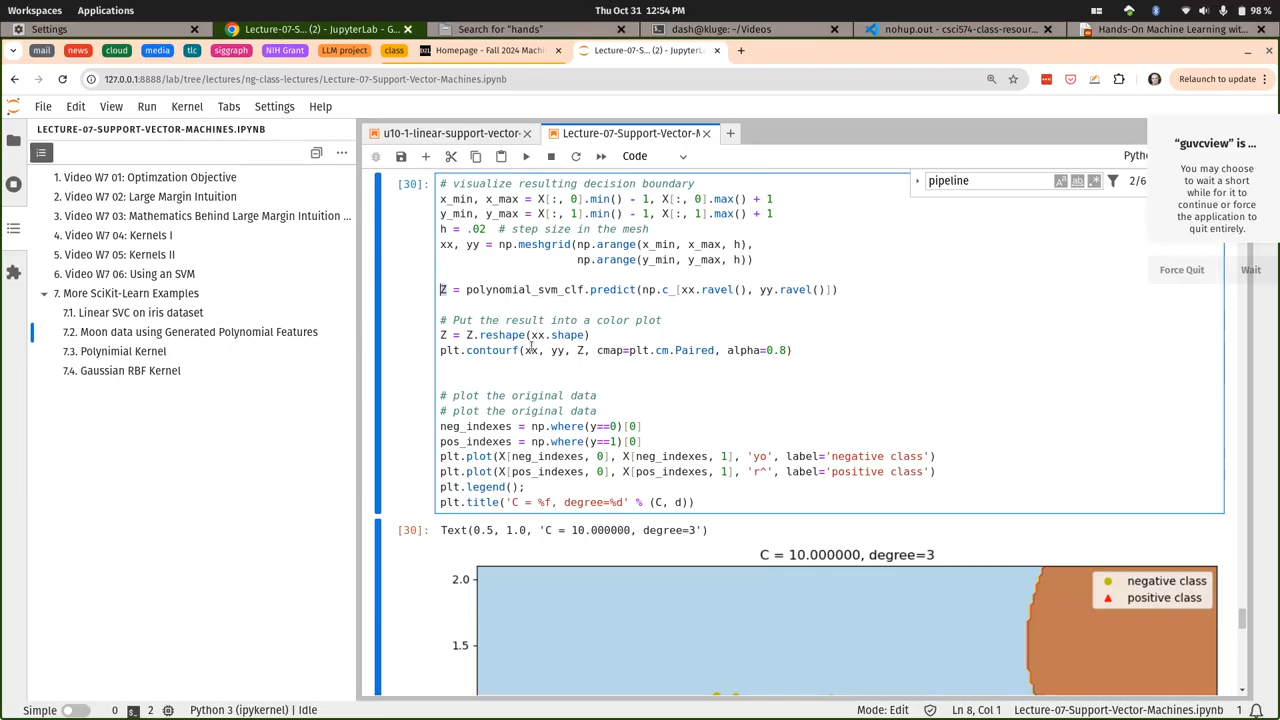 Workspaces Applications Thu Oct 31 12:54 PM 98 %
Settings Lecture-07-S... (2) - JupyterLab - G... Search for “hands” dash@kluge: ~/Videos nohup.out - csci574-class-resour... Hands-On Machine Learning wit...
mail news cloud media tlc siggraph NIH Grant LLM project class Homepage - Fall 2024 Machin... Lecture-07-S... (2) - JupyterLab
127.0.0.1:8888/lab/tree/lectures/ng-class-lectures/Lecture-07-Support-Vector-Machines.ipynb Relaunch to update
File Edit View Run Kernel Tabs Settings Help
LECTURE-07-SUPPORT-VECTOR-MACHINES.IPYNB
1. Video W7 01: Optimzation Objective
2. Video W7 02: Large Margin Intuition
3. Video W7 03: Mathematics Behind Large Margin Intuition ...
4. Video W7 04: Kernels I
5. Video W7 05: Kernels II
6. Video W7 06: Using an SVM
7. More SciKit-Learn Examples
7.1. Linear SVC on iris dataset
7.2. Moon data using Generated Polynomial Features
7.3. Polynimial Kernel
7.4. Gaussian RBF Kernel
u10-1-linear-support-vector- Lecture-07-Support-Vector-M
Code Pyth
pipeline 2/6
“guvcview” is ...
You may choose
to wait a short
while for it to
continue or force
the application to
quit entirely.
Force Quit Wait
[30]: # visualize resulting decision boundary
x_min, x_max = X[:, 0].min() - 1, X[:, 0].max() + 1
y_min, y_max = X[:, 1].min() - 1, X[:, 1].max() + 1
h = .02 # step size in the mesh
xx, yy = np.meshgrid(np.arange(x_min, x_max, h),
np.arange(y_min, y_max, h))
Z = polynomial_svm_clf.predict(np.c_[xx.ravel(), yy.ravel()])
# Put the result into a color plot
Z = Z.reshape(xx.shape)
plt.contourf(xx, yy, Z, cmap=plt.cm.Paired, alpha=0.8)
# plot the original data
# plot the original data
neg_indexes = np.where(y==0)[0]
pos_indexes = np.where(y==1)[0]
plt.plot(X[neg_indexes, 0], X[neg_indexes, 1], 'yo', label='negative class')
plt.plot(X[pos_indexes, 0], X[pos_indexes, 1], 'r^', label='positive class')
plt.legend();
plt.title('C = %f, degree=%d' % (C, d))
[30]: Text(0.5, 1.0, 'C = 10.000000, degree=3')
C = 10.000000, degree=3
2.0
negative class
positive class
1.5
Simple 0 2 Python 3 (ipykernel) | Idle Mode: Edit Ln 8, Col 1 Lecture-07-Support-Vector-Machines.ipynb 1